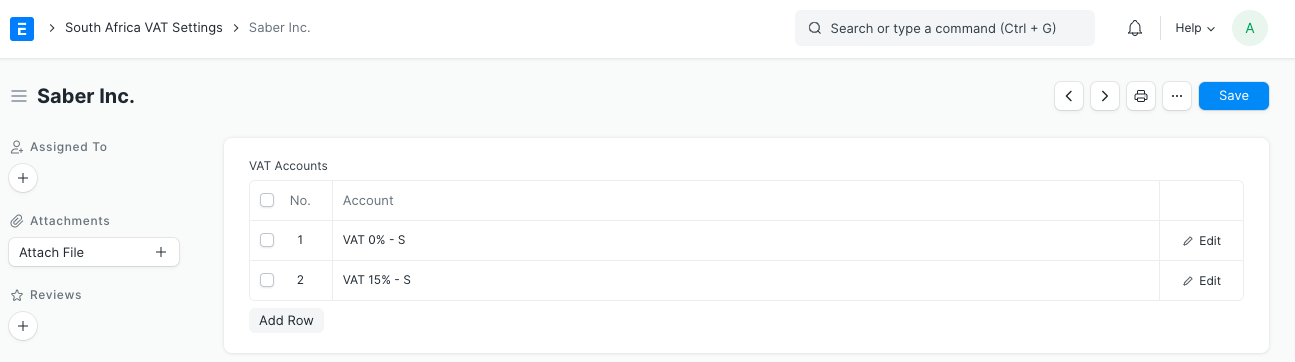 E South Africa VAT Settings Saber Inc. Search or type a command (Ctrl + G) Help A
Saber Inc. ... Save
Assigned To
Attachments
Attach File
Reviews
VAT Accounts
No. Account
1 VAT 0% - S Edit
2 VAT 15% - S Edit
Add Row